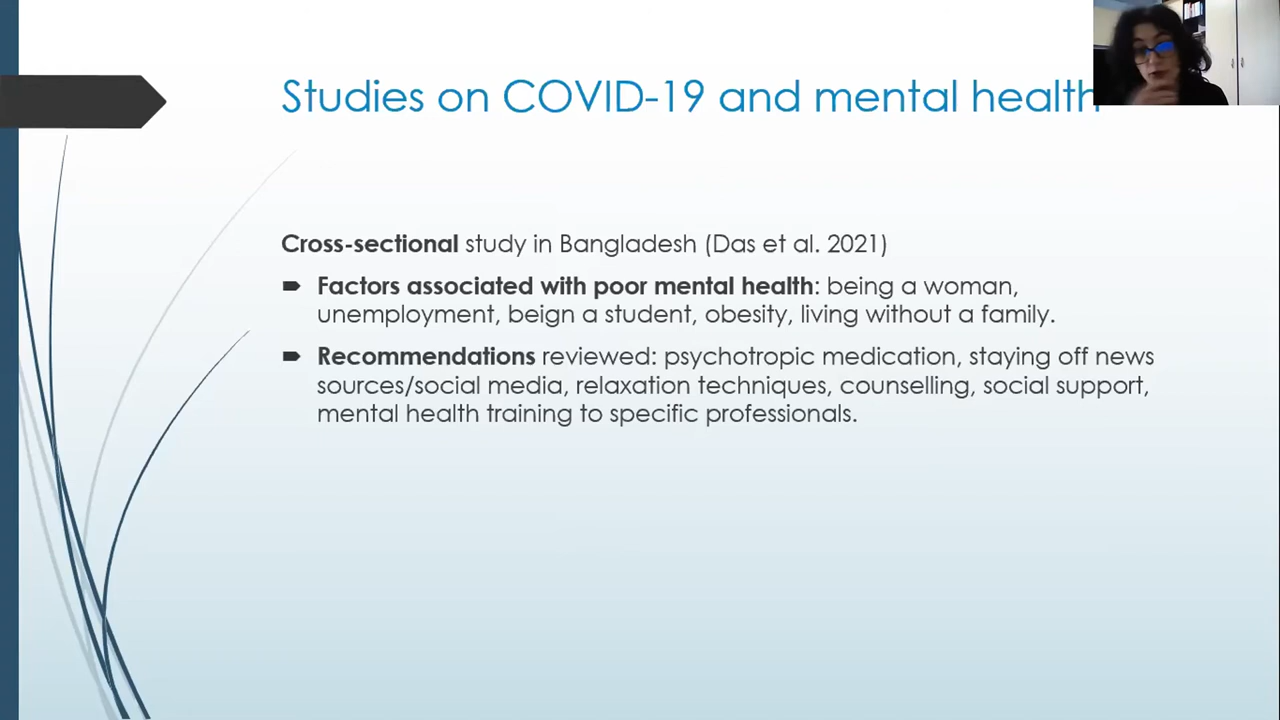 Studies on COVID-19 and mental health
Cross-sectional study in Bangladesh (Das et al. 2021)
Factors associated with poor mental health: being a woman,
unemployment, beign a student, obesity, living without a family.
Recommendations reviewed: psychotropic medication, staying off news
sources/social media, relaxation techniques, counselling, social support,
mental health training to specific professionals.